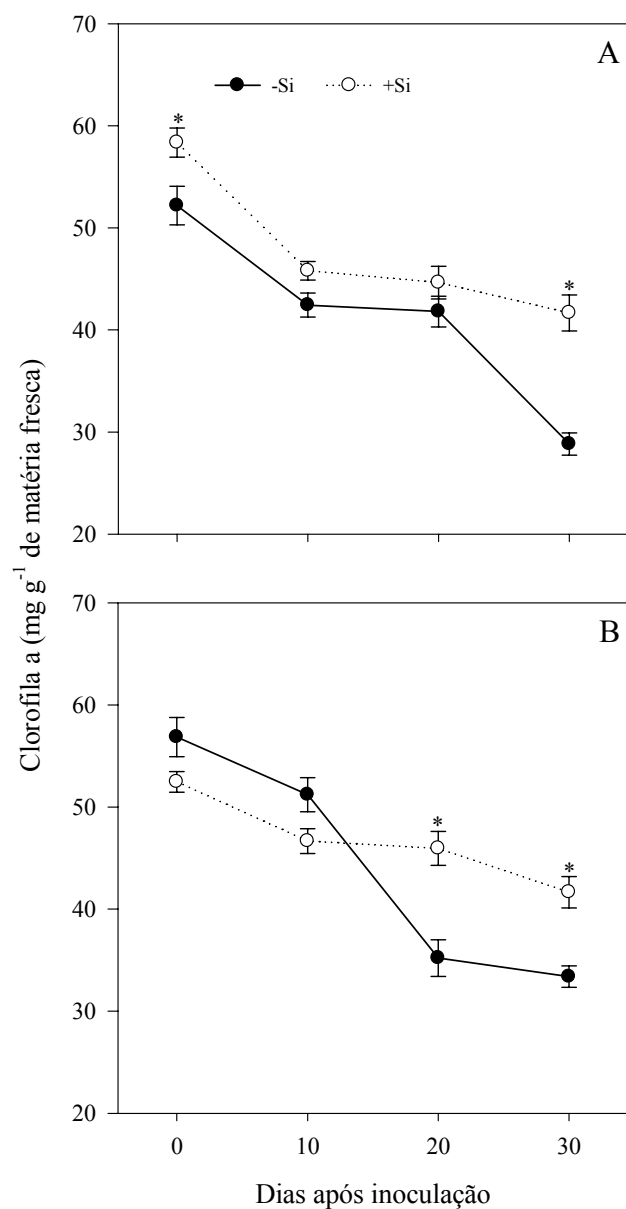 70
A
-Si
+Si
*
60
50
*
40
30
20
Clorofila a (mg g⁻¹ de matéria fresca)
70
B
60
50
*
*
40
30
20
0 10 20 30
Dias após inoculação